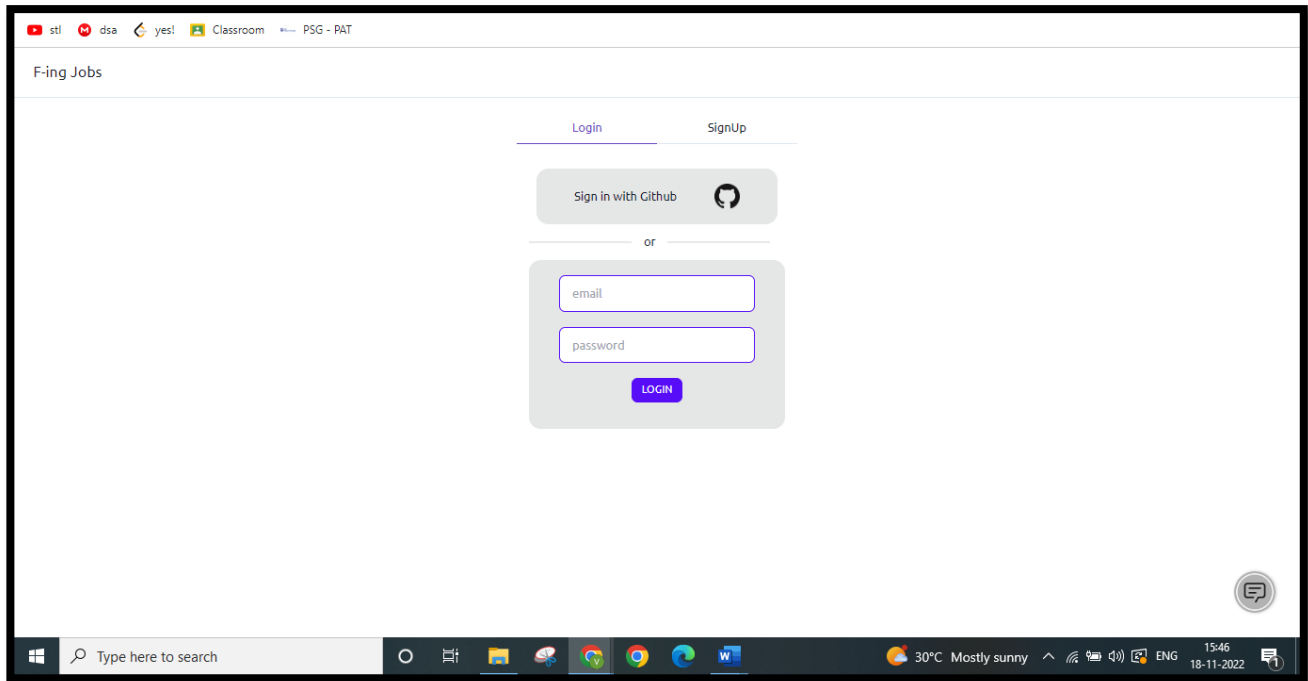 stl dsa yes! Classroom PSG - PAT
F-ing Jobs
Login SignUp
Sign in with Github
or
email
password
LOGIN
Type here to search 30°C Mostly sunny ENG 15:46
18-11-2022